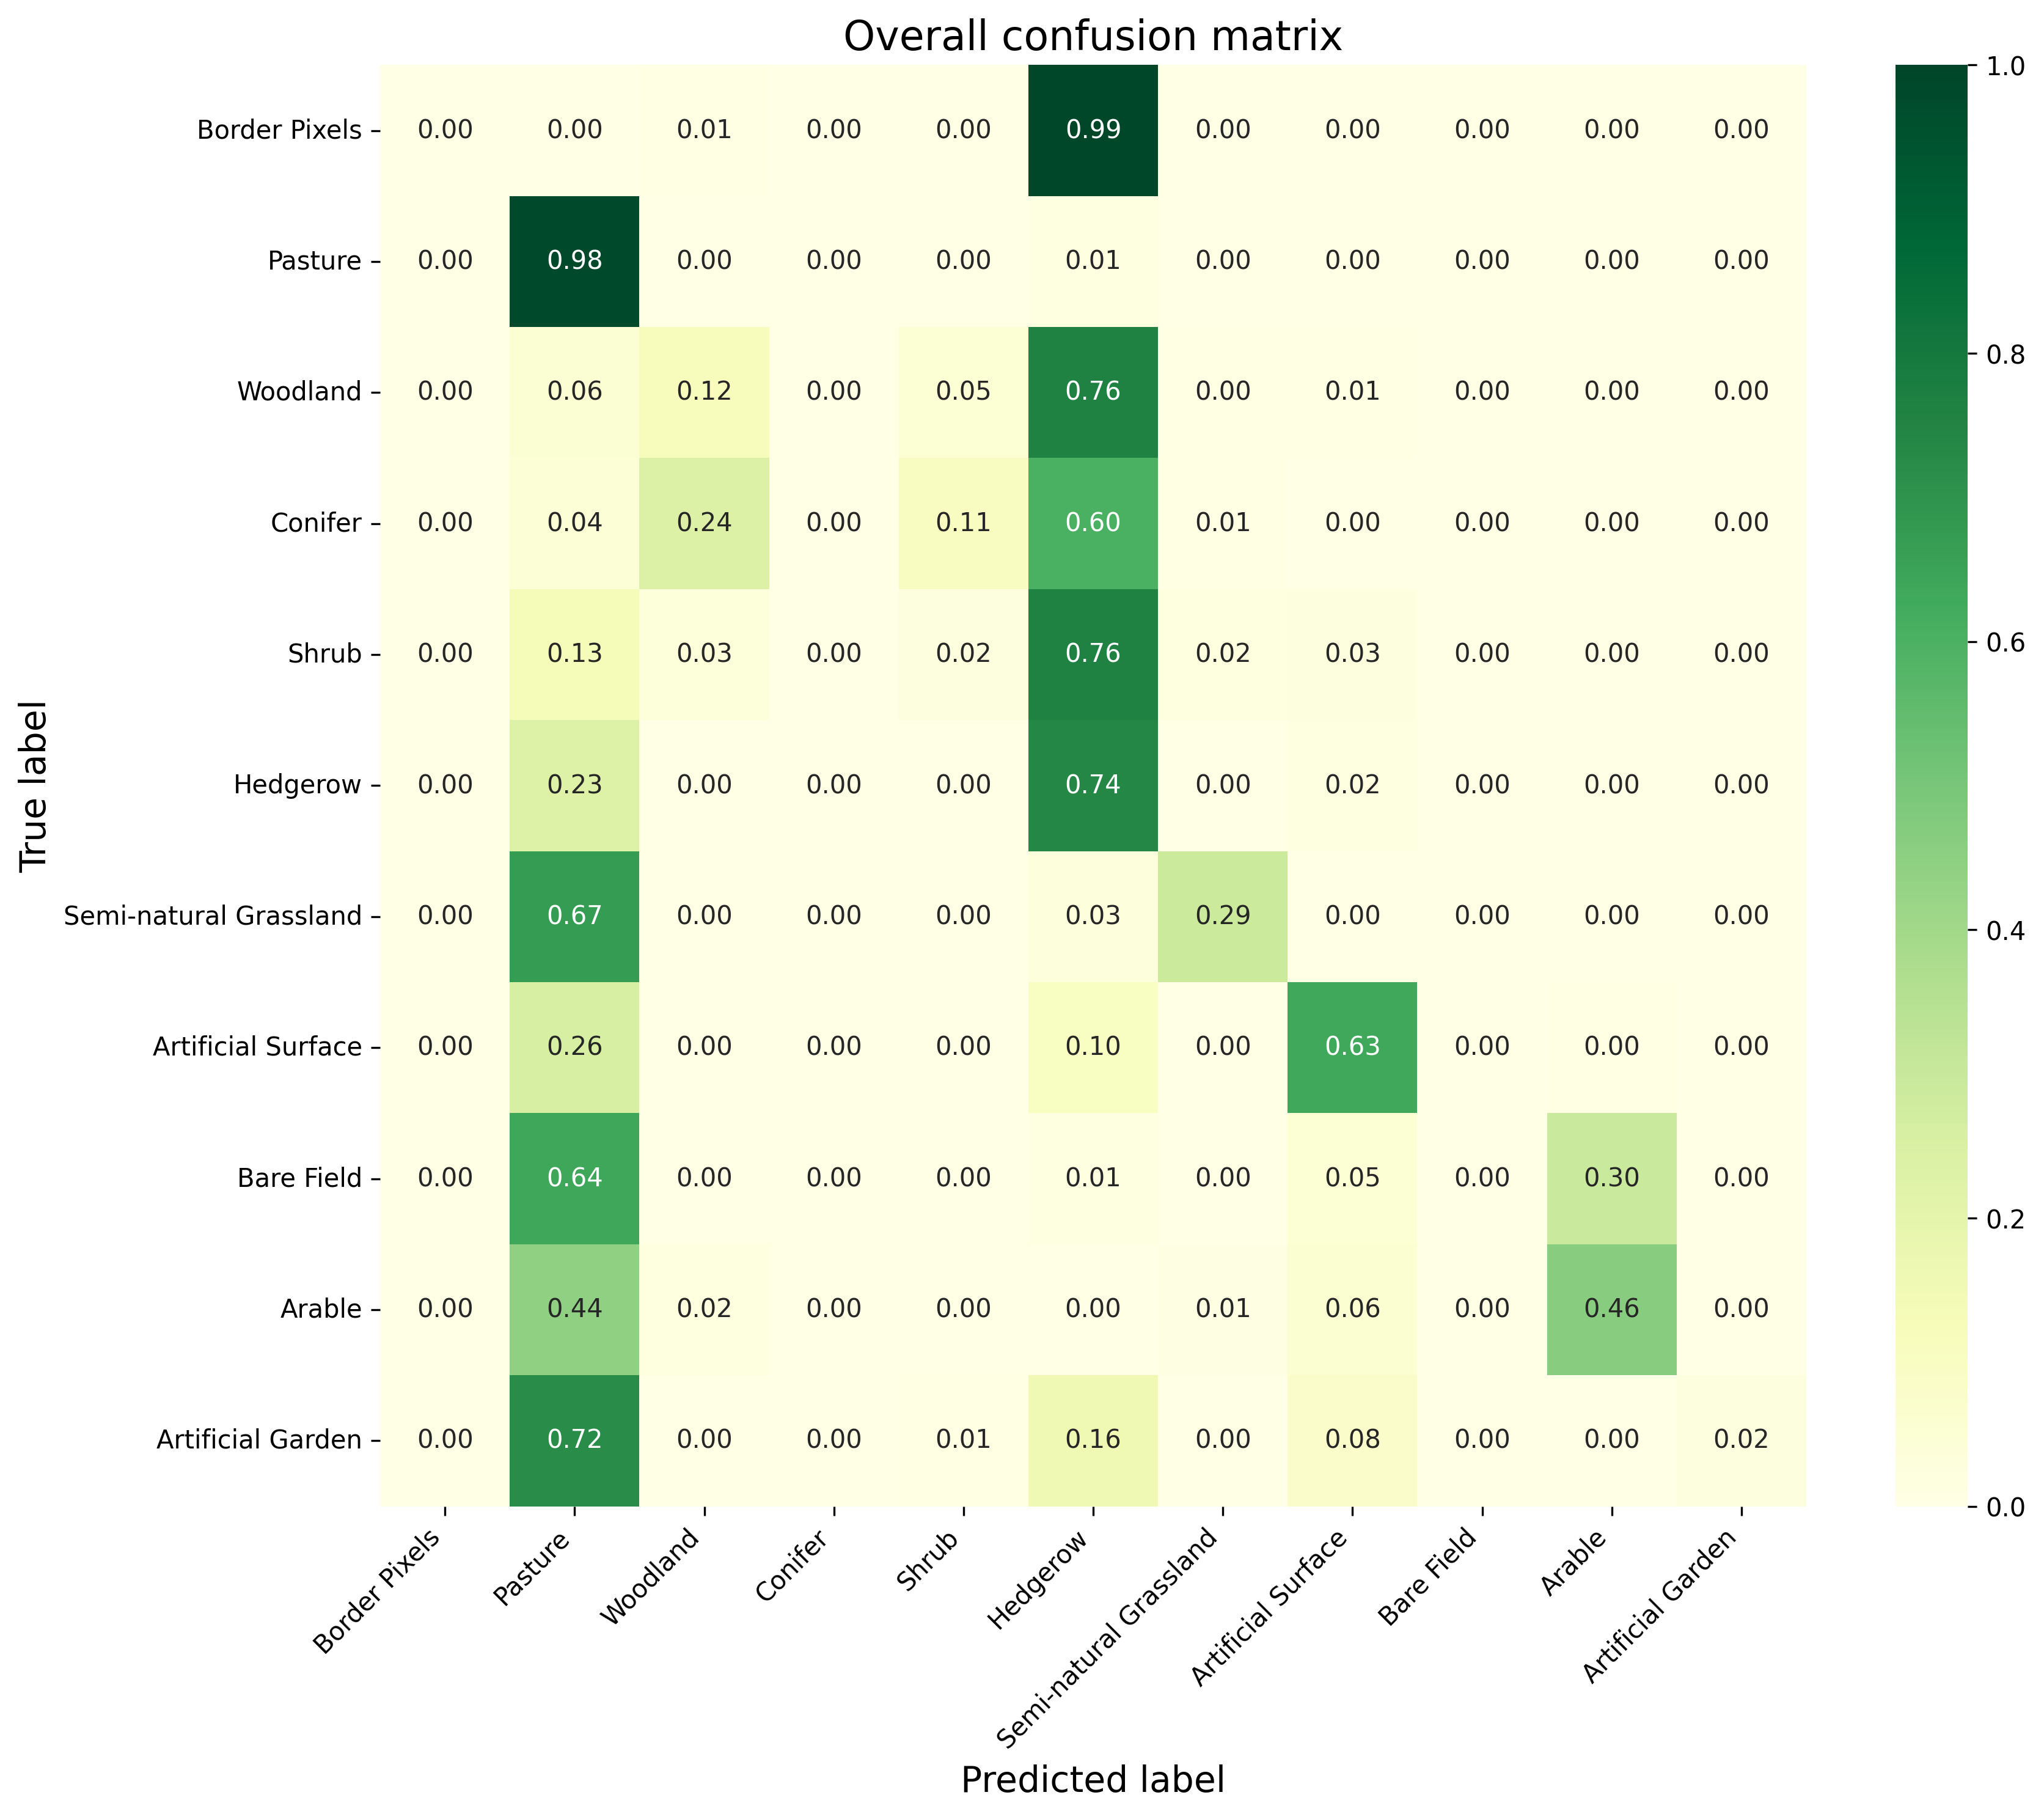 Overall confusion matrix
Border Pixels 0.00 0.00 0.01 0.00 0.00 0.99 0.00 0.00 0.00 0.00 0.00
Pasture 0.00 0.98 0.00 0.00 0.00 0.01 0.00 0.00 0.00 0.00 0.00
Woodland 0.00 0.06 0.12 0.00 0.05 0.76 0.00 0.01 0.00 0.00 0.00
Conifer 0.00 0.04 0.24 0.00 0.11 0.60 0.01 0.00 0.00 0.00 0.00
Shrub 0.00 0.13 0.03 0.00 0.02 0.76 0.02 0.03 0.00 0.00 0.00
Hedgerow 0.00 0.23 0.00 0.00 0.00 0.74 0.00 0.02 0.00 0.00 0.00
Semi-natural Grassland 0.00 0.67 0.00 0.00 0.00 0.03 0.29 0.00 0.00 0.00 0.00
Artificial Surface 0.00 0.26 0.00 0.00 0.00 0.10 0.00 0.63 0.00 0.00 0.00
Bare Field 0.00 0.64 0.00 0.00 0.00 0.01 0.00 0.05 0.00 0.30 0.00
Arable 0.00 0.44 0.02 0.00 0.00 0.00 0.01 0.06 0.00 0.46 0.00
Artificial Garden 0.00 0.72 0.00 0.00 0.01 0.16 0.00 0.08 0.00 0.00 0.02
True label
Border Pixels
Pasture
Woodland
Conifer
Shrub
Hedgerow
Semi-natural Grassland
Artificial Surface
Bare Field
Arable
Artificial Garden
Predicted label
1.0
0.8
0.6
0.4
0.2
0.0